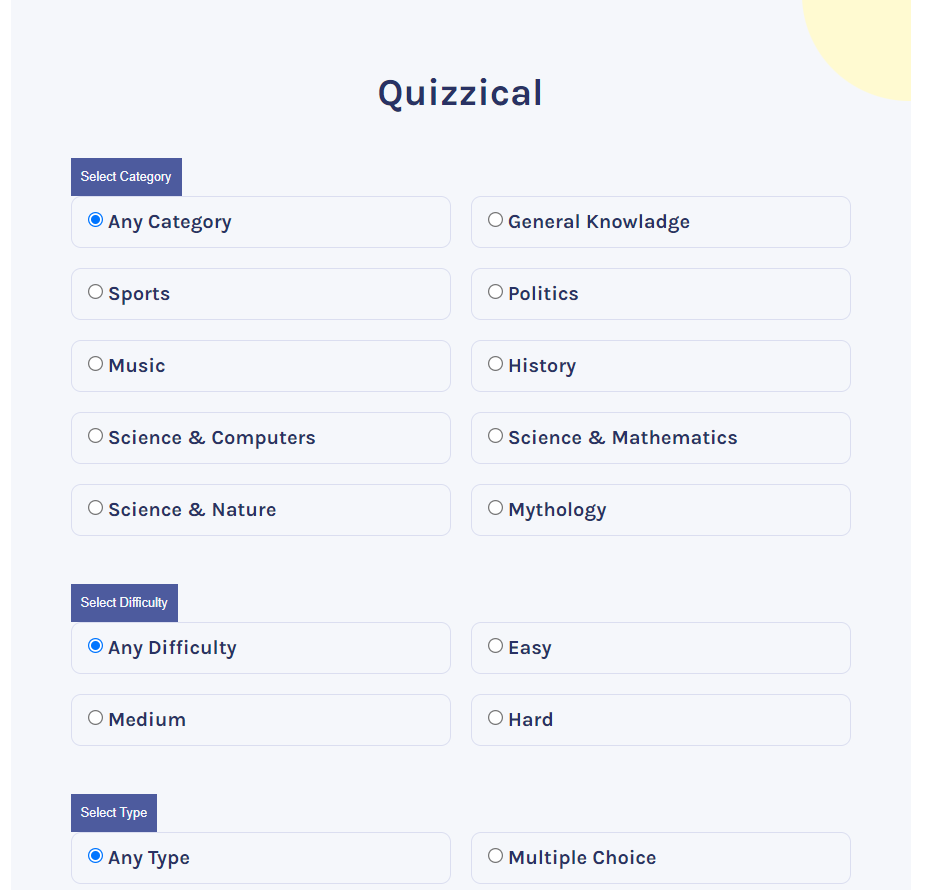 Quizzical
Select Category
Any Category
General Knowladge
Sports
Politics
Music
History
Science & Computers
Science & Mathematics
Science & Nature
Mythology
Select Difficulty
Any Difficulty
Easy
Medium
Hard
Select Type
Any Type
Multiple Choice